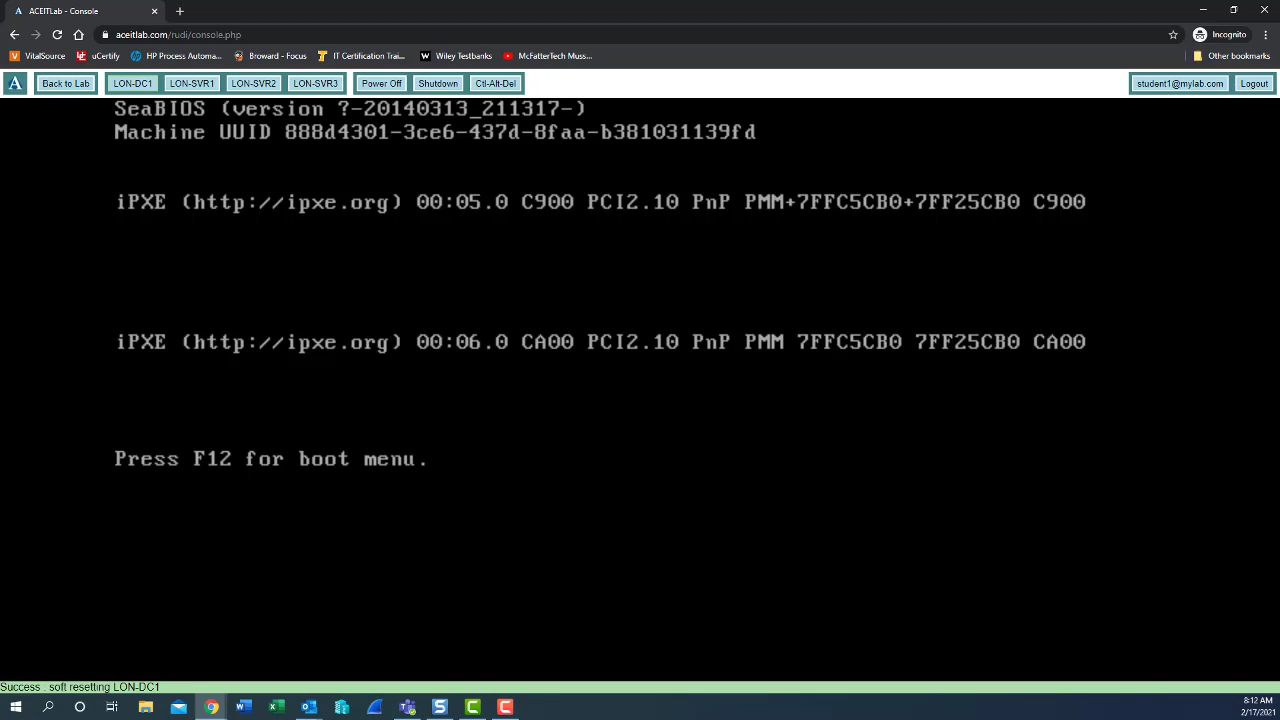 ACEITLab - Console
aceitlab.com/rudi/console.php
Incognito
VitalSource
uCertify
HP Process Automa...
Broward - Focus
IT Certification Trai...
Wiley Testbanks
McFatterTech Muss...
Other bookmarks
Back to Lab
LON-DC1
LON-SVR1
LON-SVR2
LON-SVR3
Power Off
Shutdown
Ctl-Alt-Del
student1@mylab.com
Logout
SeaBIOS (version ?-20140313_211317-)
Machine UUID 888d4301-3ce6-437d-8faa-b381031139fd
iPXE (http://ipxe.org) 00:05.0 C900 PCI2.10 PnP PMM+7FFC5CB0+7FF25CB0 C900
iPXE (http://ipxe.org) 00:06.0 CA00 PCI2.10 PnP PMM 7FFC5CB0 7FF25CB0 CA00
Press F12 for boot menu.
Success : soft resetting LON-DC1
8:12 AM
2/17/2021